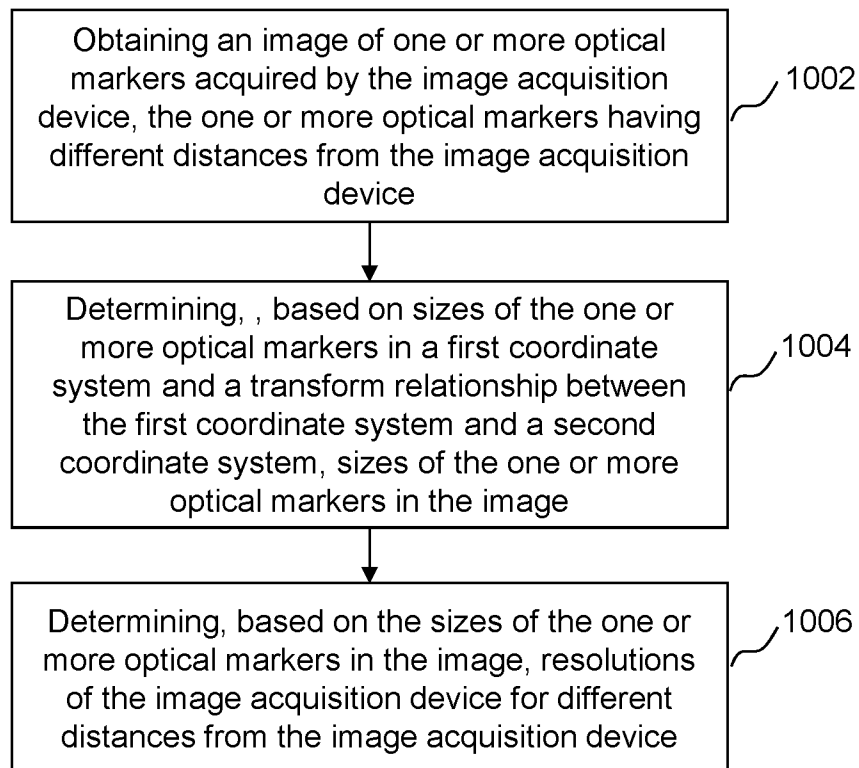 Obtaining an image of one or more optical
markers acquired by the image acquisition
device, the one or more optical markers having
different distances from the image acquisition
device
1002
Determining, , based on sizes of the one or
more optical markers in a first coordinate
system and a transform relationship between
the first coordinate system and a second
coordinate system, sizes of the one or more
optical markers in the image
1004
Determining, based on the sizes of the one or
more optical markers in the image, resolutions
of the image acquisition device for different
distances from the image acquisition device
1006